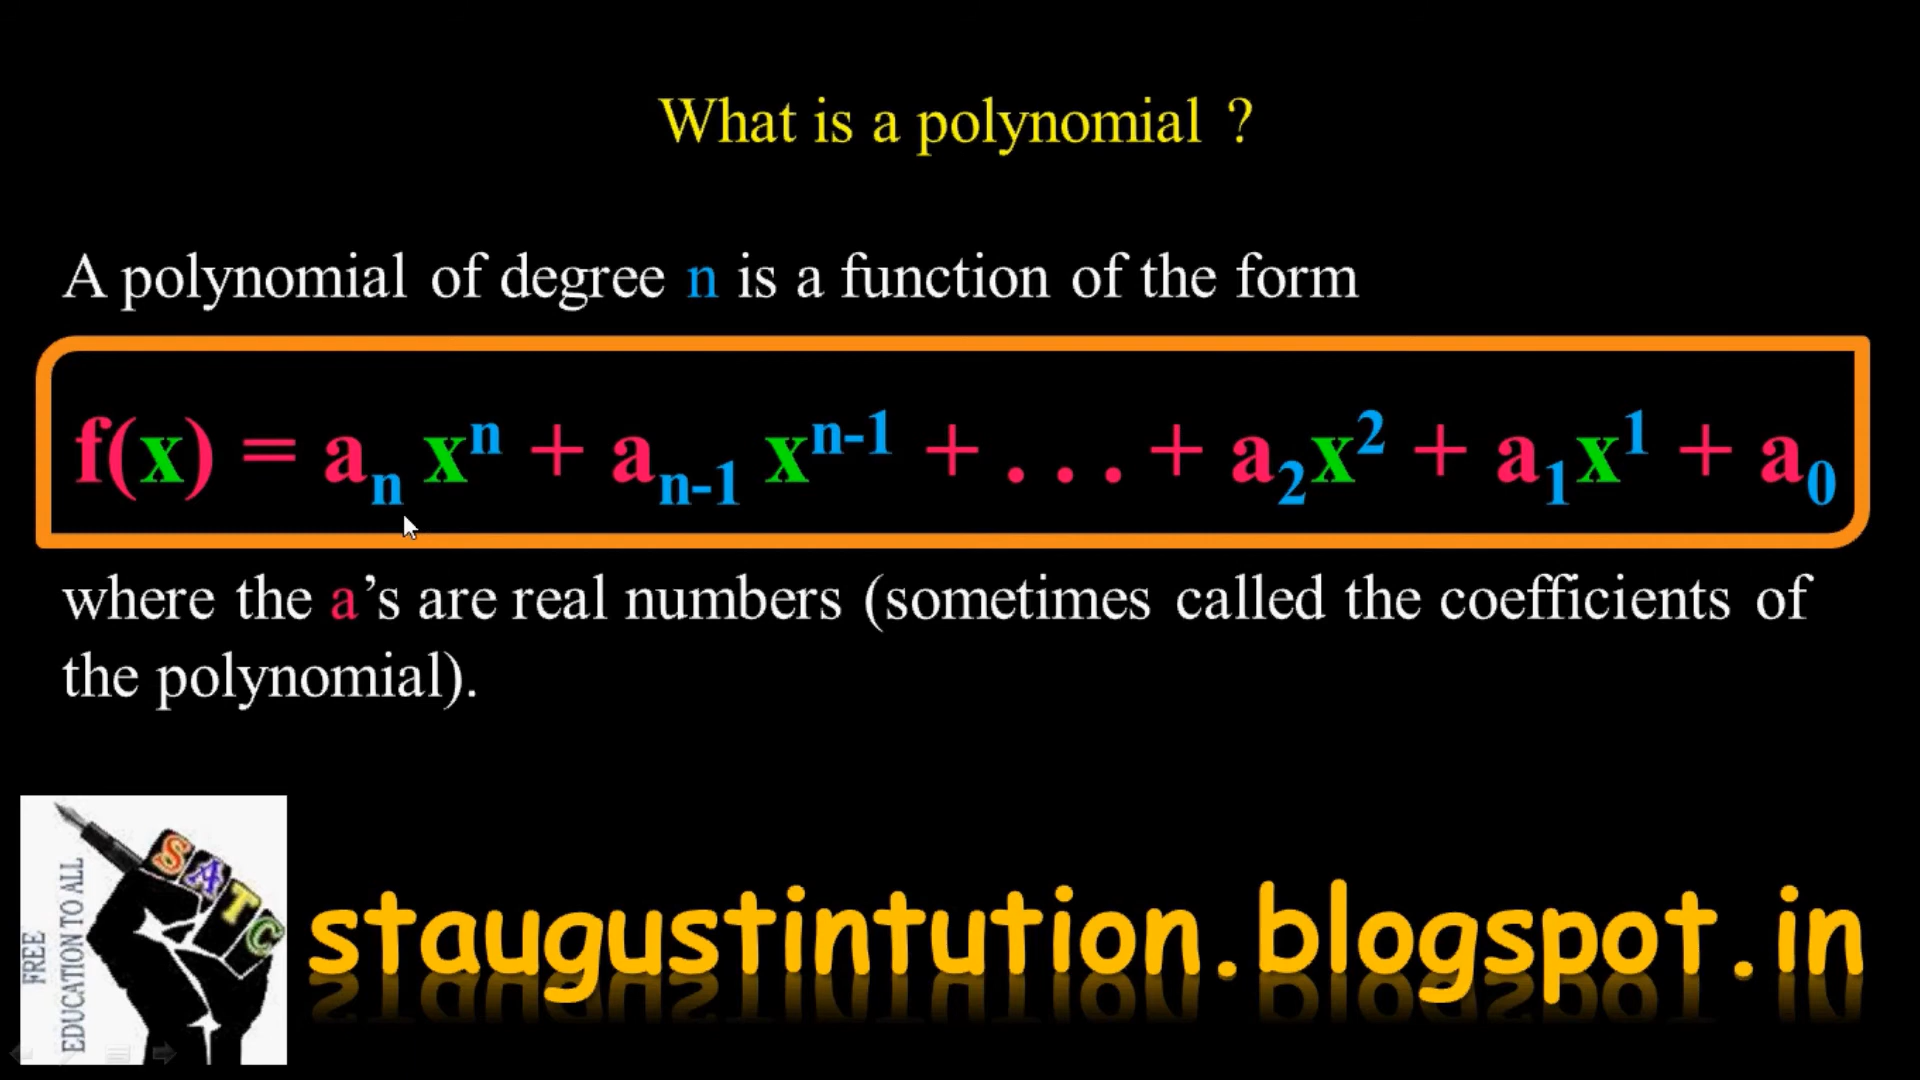 What is a polynomial ?
A polynomial of degree n is a function of the form
f(x) = aₙ xⁿ + aₙ₋₁ xⁿ⁻¹ + . . . + a₂x² + a₁x¹ + a₀
where the a’s are real numbers (sometimes called the coefficients of
the polynomial).
SATC
FREE
EDUCATION TO ALL
staugustintution.blogspot.in